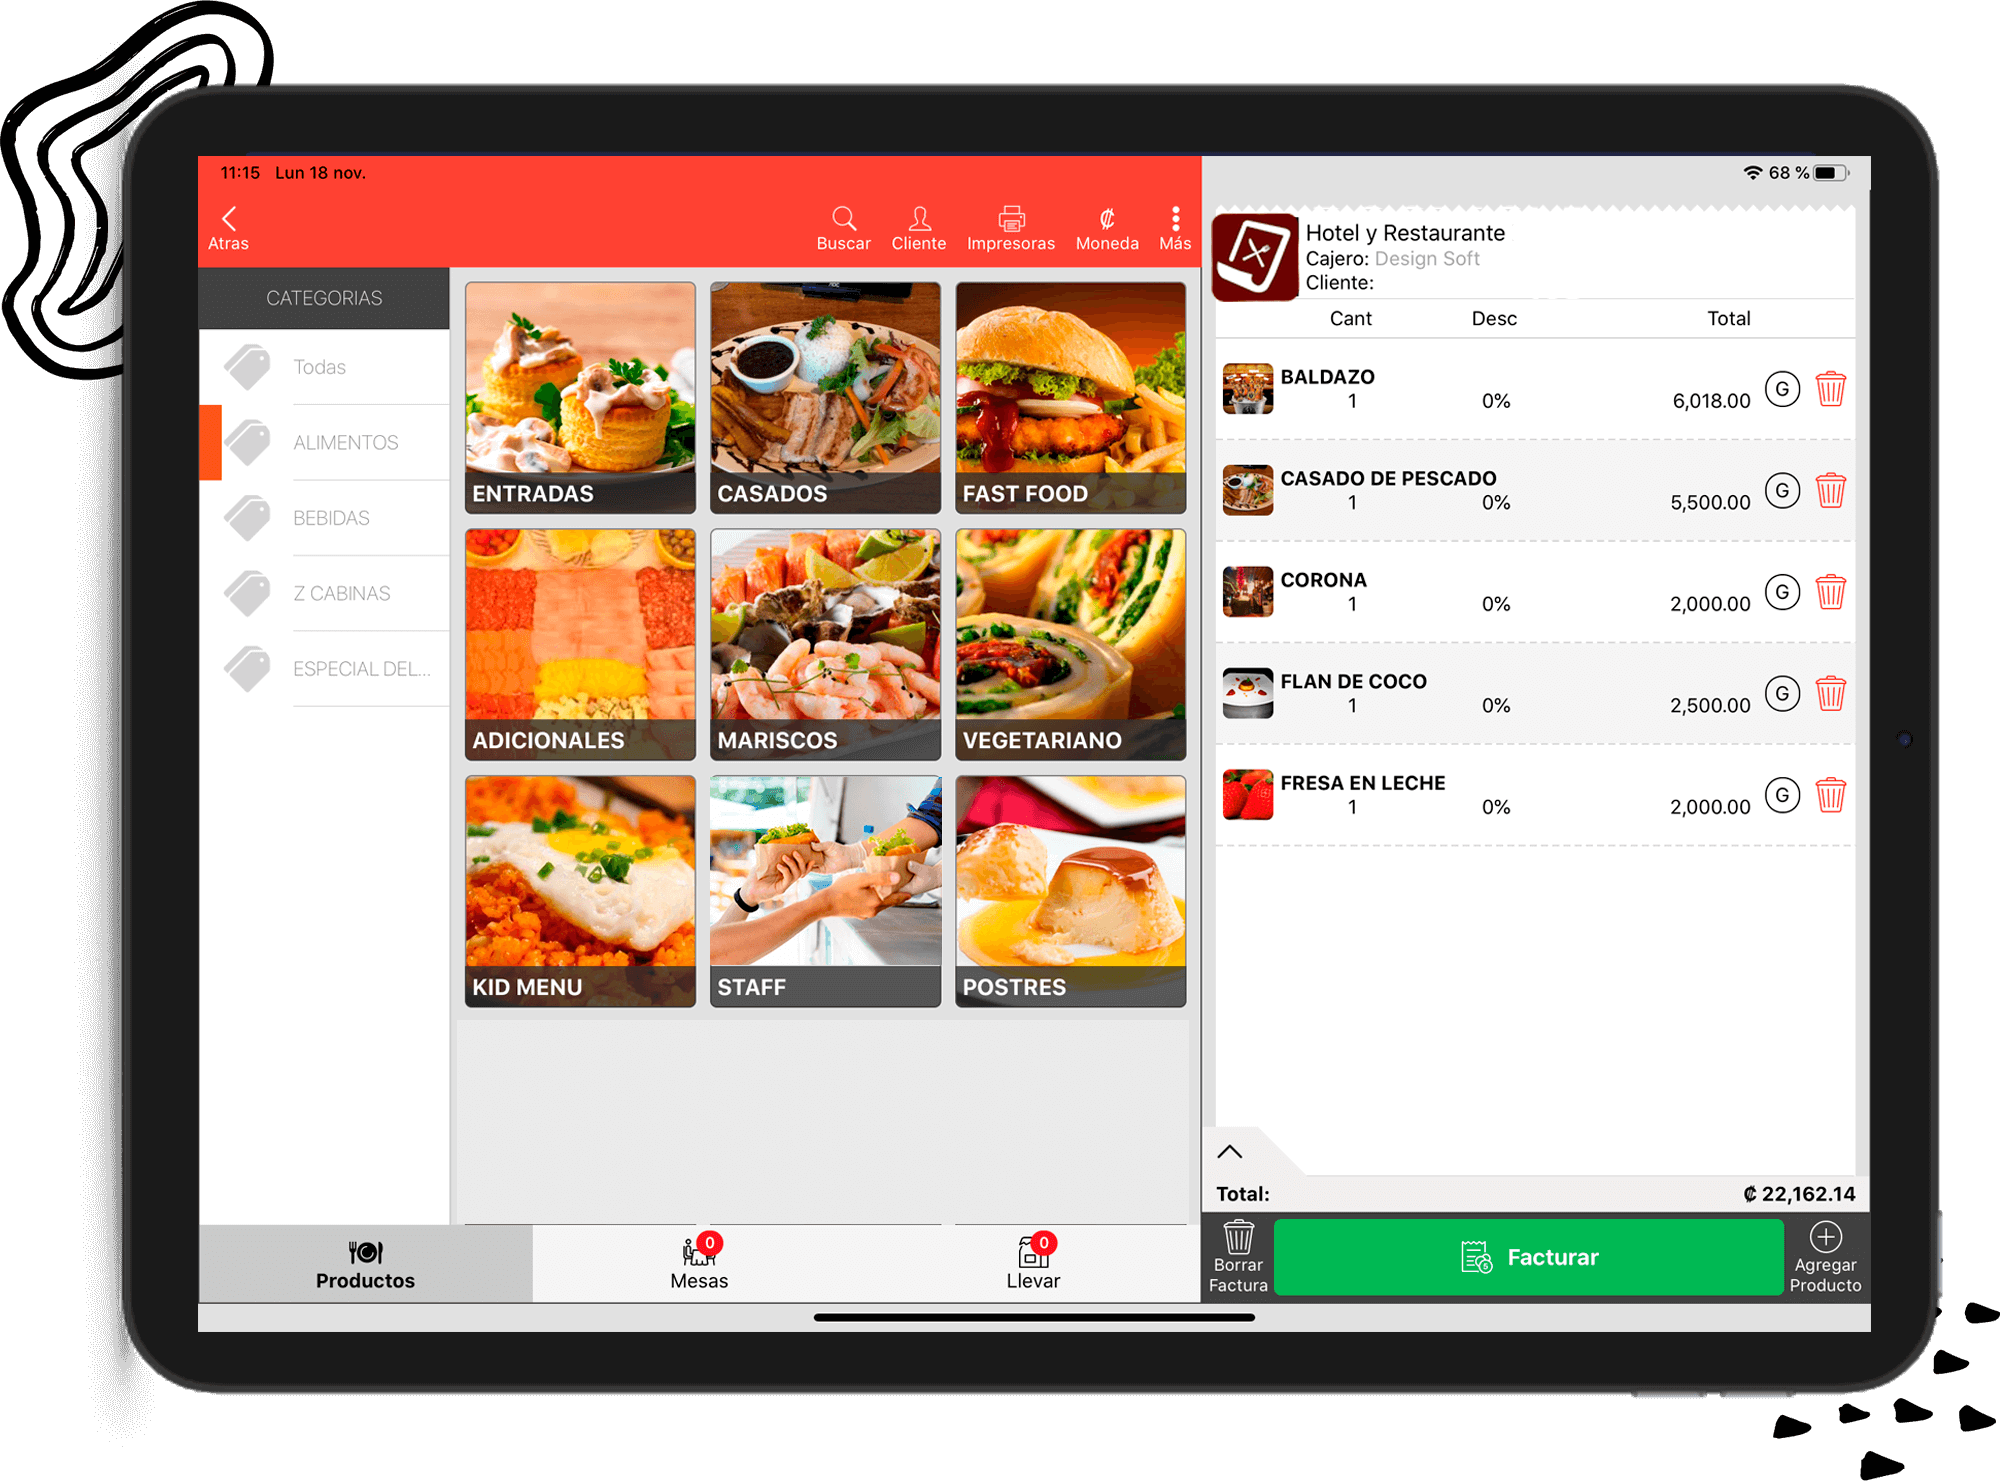 11:15 Lun 18 nov.
68 %
Atras
Buscar
Cliente
Impresoras
Moneda
Más
CATEGORIAS
Todas
ALIMENTOS
BEBIDAS
Z CABINAS
ESPECIAL DEL...
ENTRADAS
CASADOS
FAST FOOD
ADICIONALES
MARISCOS
VEGETARIANO
KID MENU
STAFF
POSTRES
Productos
0
Mesas
0
Llevar
Hotel y Restaurante
Cajero: Design Soft
Cliente:
Cant Desc Total
BALDAZO
1 0% 6,018.00 G
CASADO DE PESCADO
1 0% 5,500.00 G
CORONA
1 0% 2,000.00 G
FLAN DE COCO
1 0% 2,500.00 G
FRESA EN LECHE
1 0% 2,000.00 G
Total: ₡ 22,162.14
Borrar
Factura
Facturar
Agregar
Producto